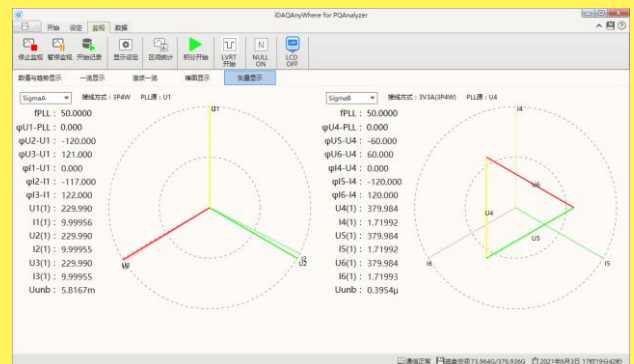 iDAQAnyWhere for PQAnalyzer
开始 设定 监视 数据
停止监视 暂停监视 开始记录 显示设定 区间统计 积分开始 LVRT开始 NULL ON LCD OFF
数值与趋势显示 一览显示 谐波一览 棒图显示 矢量显示
SigmaA 接线方式：3P4W PLL源：U1
fPLL : 50.0000
φU1-PLL : 0.000
φU2-U1 : -120.000
φU3-U1 : 121.000
φI1-U1 : 0.000
φI2-I1 : -117.000
φI3-I1 : 122.000
U1(1) : 229.990
I1(1) : 9.99956
U2(1) : 229.990
I2(1) : 9.99955
U3(1) : 229.990
I3(1) : 9.99955
Uunb : 5.8167m
U1
I2
U2
SigmaB 接线方式：3V3A(3P4W) PLL源：U4
fPLL : 50.0000
φU4-PLL : 0.000
φU5-U4 : -60.000
φU6-U4 : 60.000
φI4-U4 : 0.000
φI5-I4 : -120.000
φI6-I4 : 120.000
U4(1) : 379.984
I4(1) : 1.71992
U5(1) : 379.984
I5(1) : 1.71992
U6(1) : 379.984
I6(1) : 1.71993
Uunb : 0.3954μ
I4
U6
U4
U5
I6
I5
通信正常 磁盘空间 73.964G/376.936G 2021年6月3日 17时19分42秒